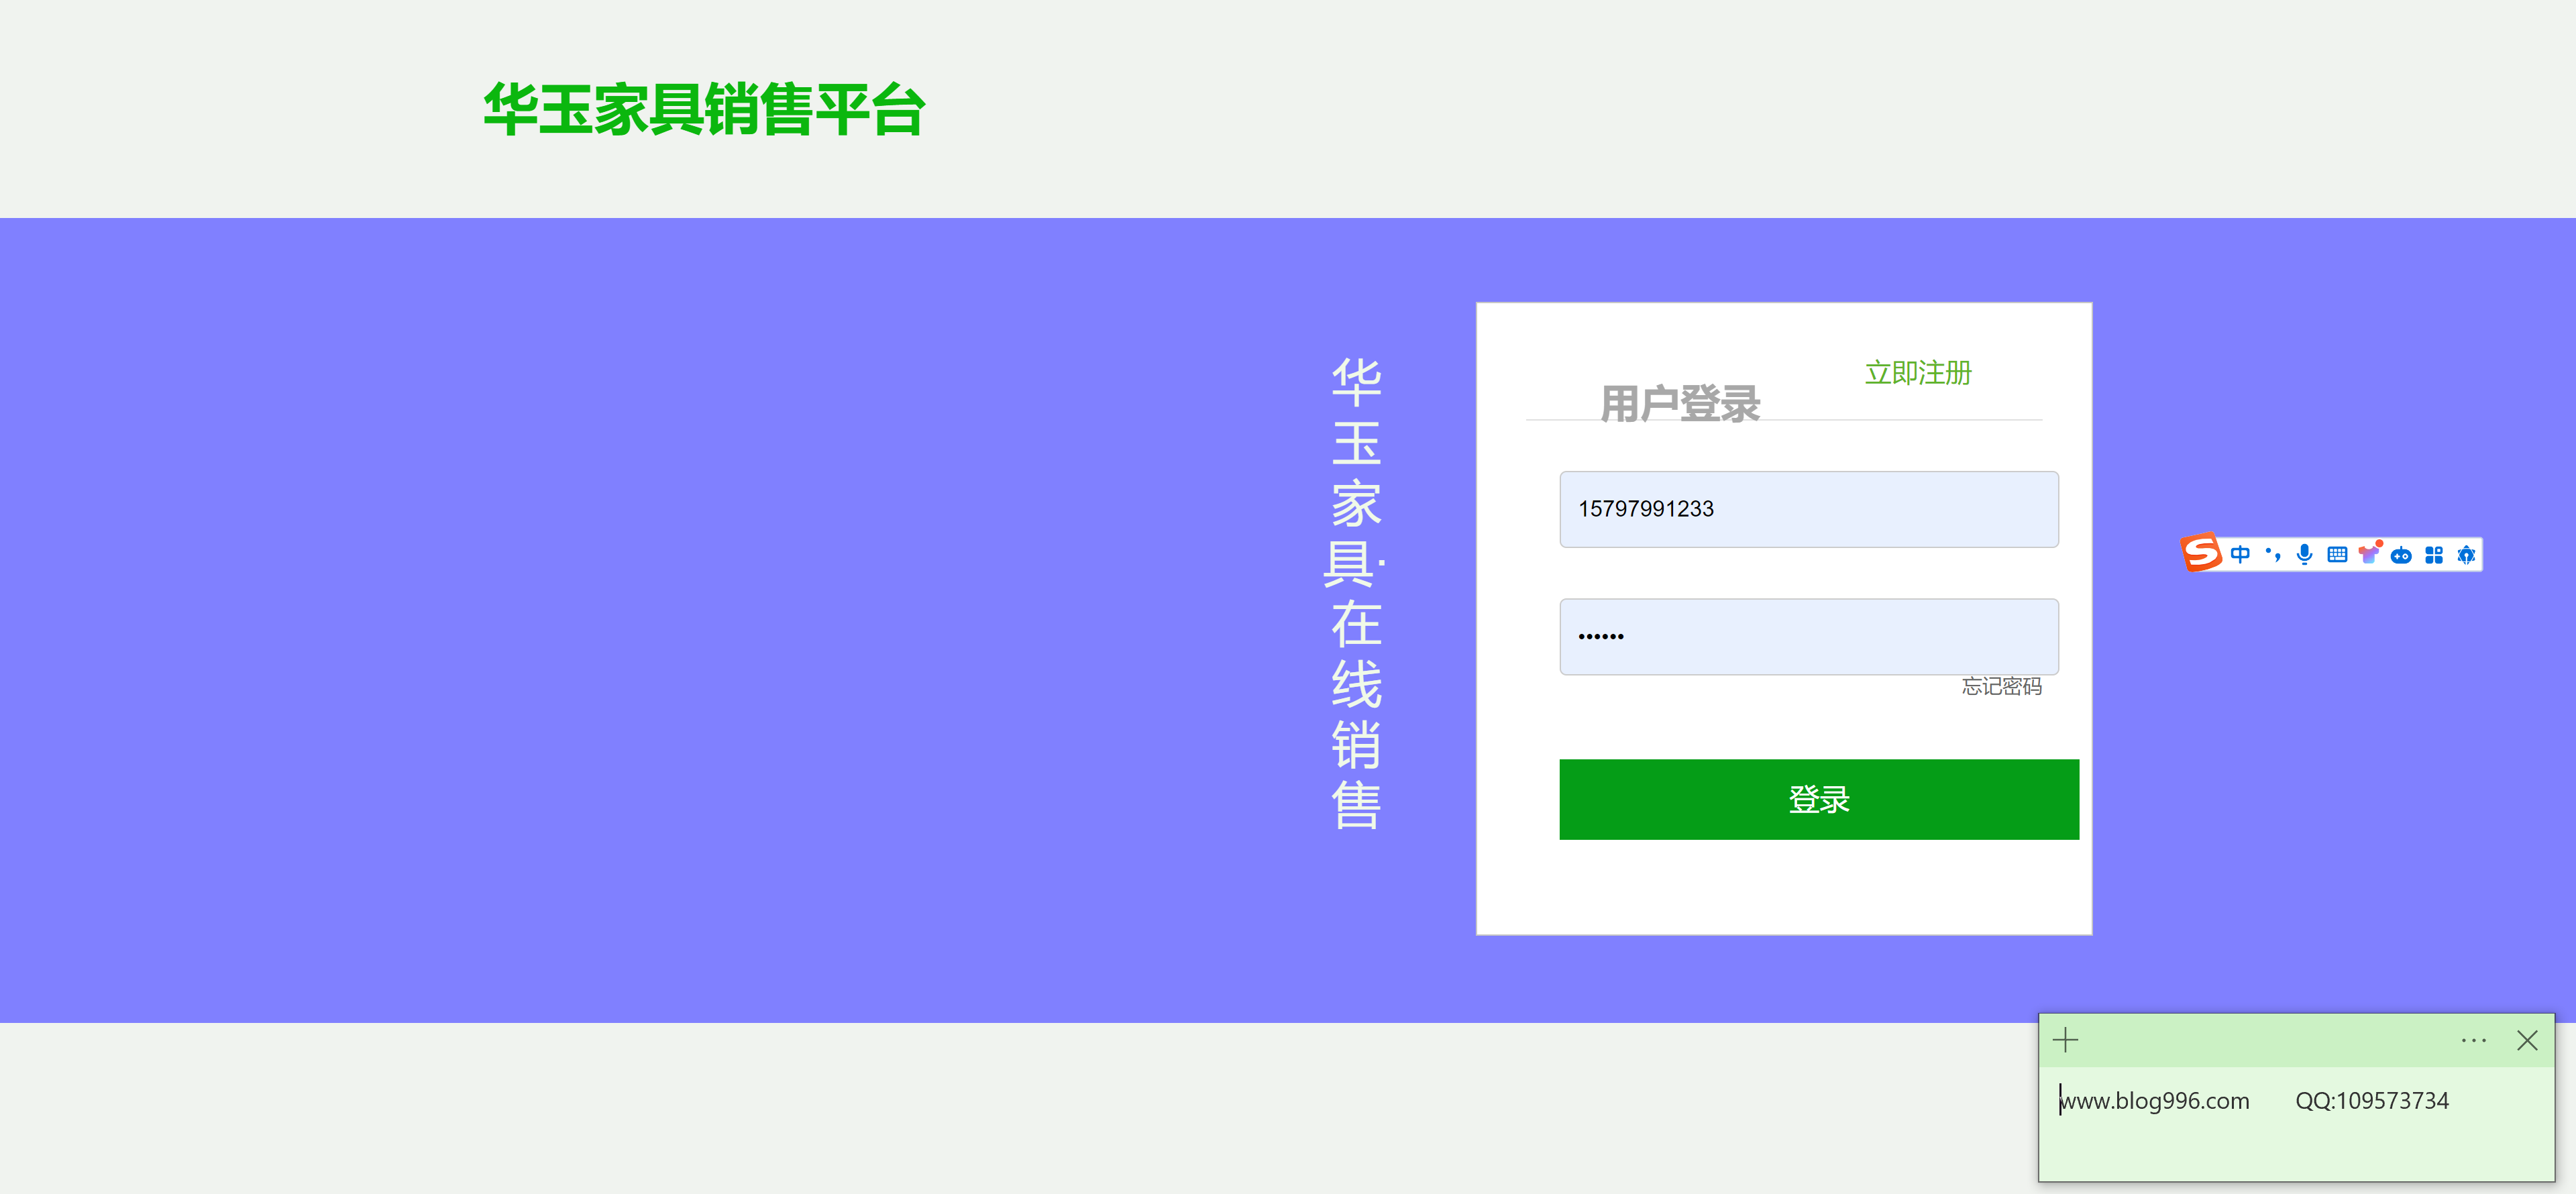 华玉家具销售平台
华
玉
家
具·
在
线
销
售
用户登录
立即注册
15797991233
••••••
忘记密码
登录
中
www.blog996.com QQ:109573734